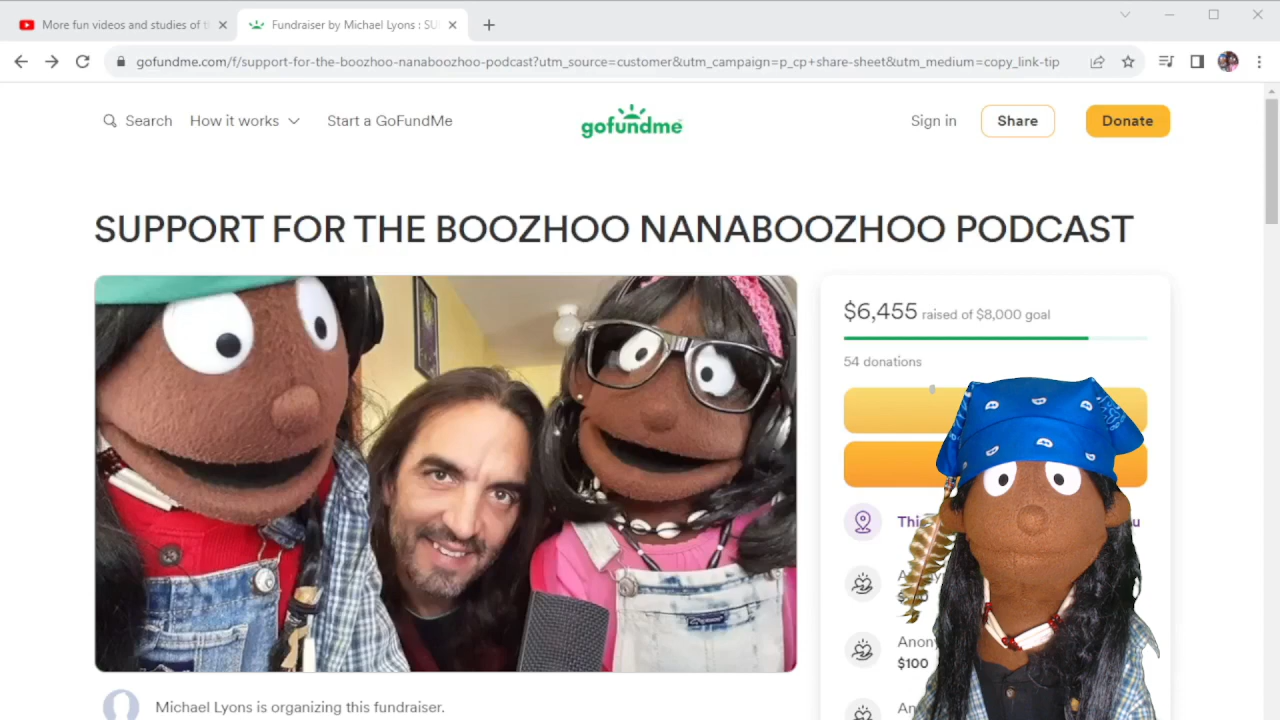 More fun videos and studies of t
Fundraiser by Michael Lyons : SU
gofundme.com/f/support-for-the-boozhoo-nanaboozhoo-podcast?utm_source=customer&utm_campaign=p_cp+share-sheet&utm_medium=copy_link-tip
Search How it works Start a GoFundMe
gofundme
Sign in Share Donate
SUPPORT FOR THE BOOZHOO NANABOOZHOO PODCAST
$6,455 raised of $8,000 goal
54 donations
Thi
u
Anony
$100
An
Michael Lyons is organizing this fundraiser.